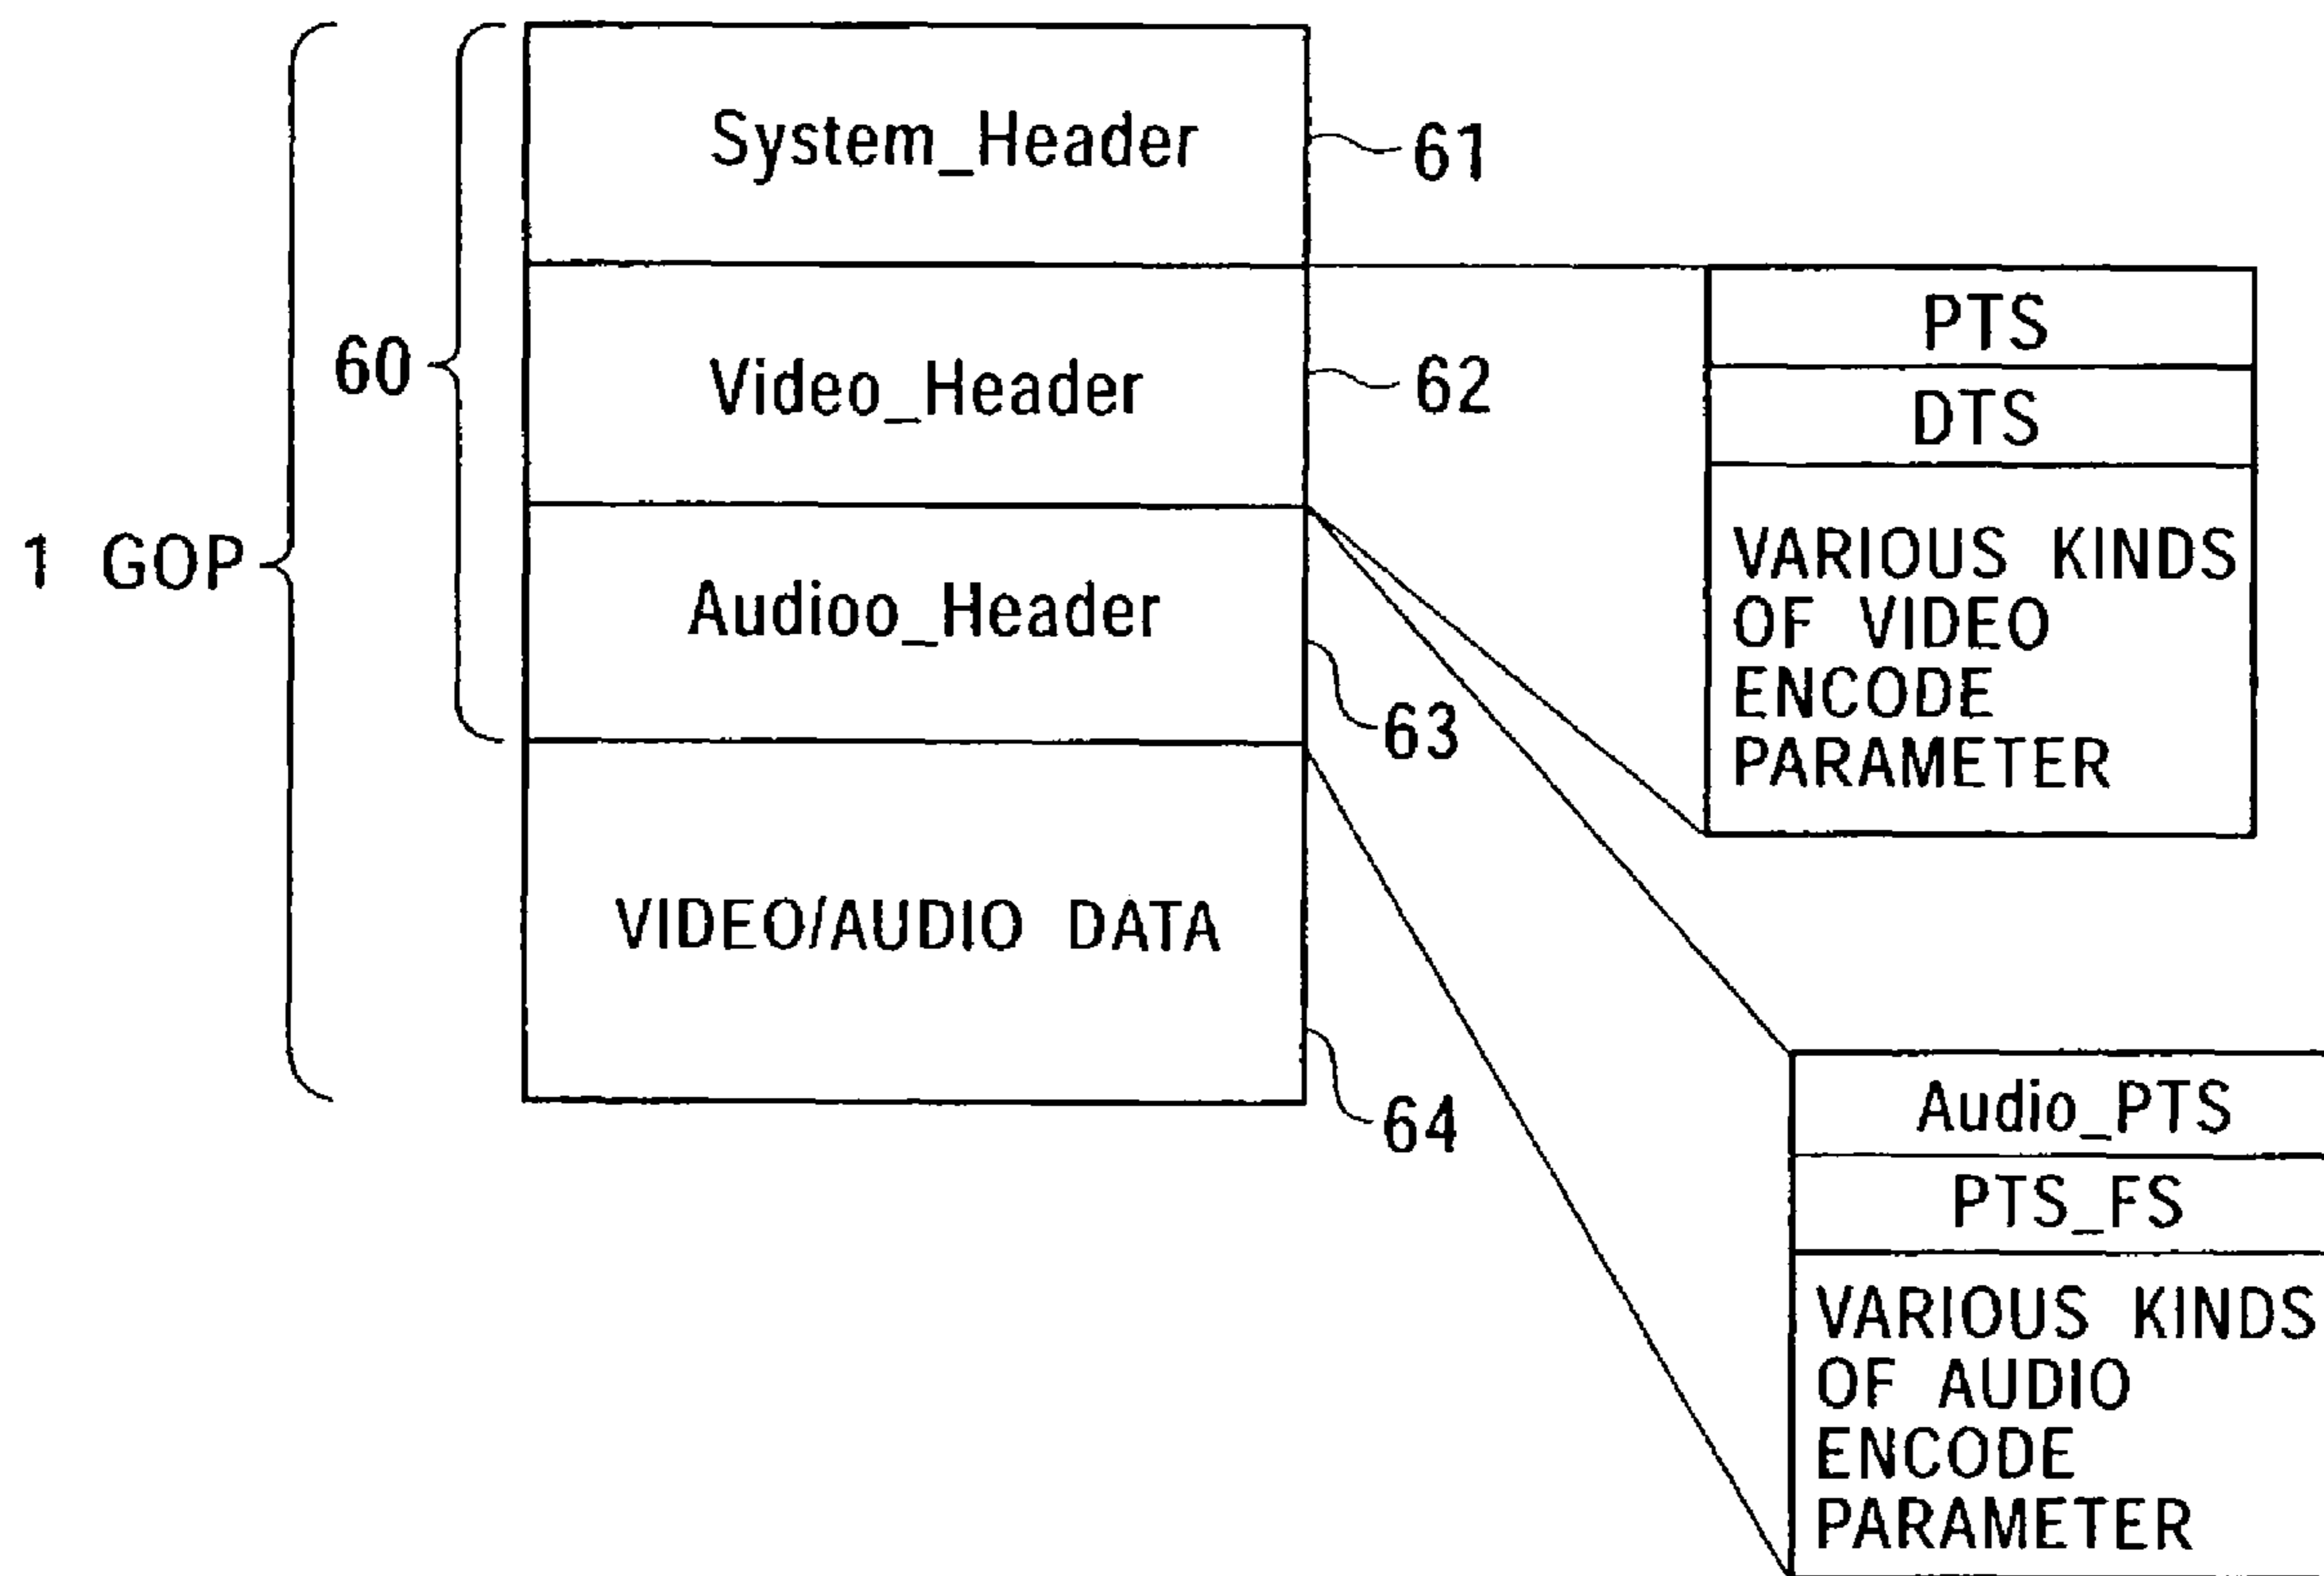 System_Header
61
60
Video_Header
62
1 GOP
Audioo_Header
63
VIDEO/AUDIO DATA
64
PTS
DTS
VARIOUS KINDS
OF VIDEO
ENCODE
PARAMETER
Audio_PTS
PTS_FS
VARIOUS KINDS
OF AUDIO
ENCODE
PARAMETER